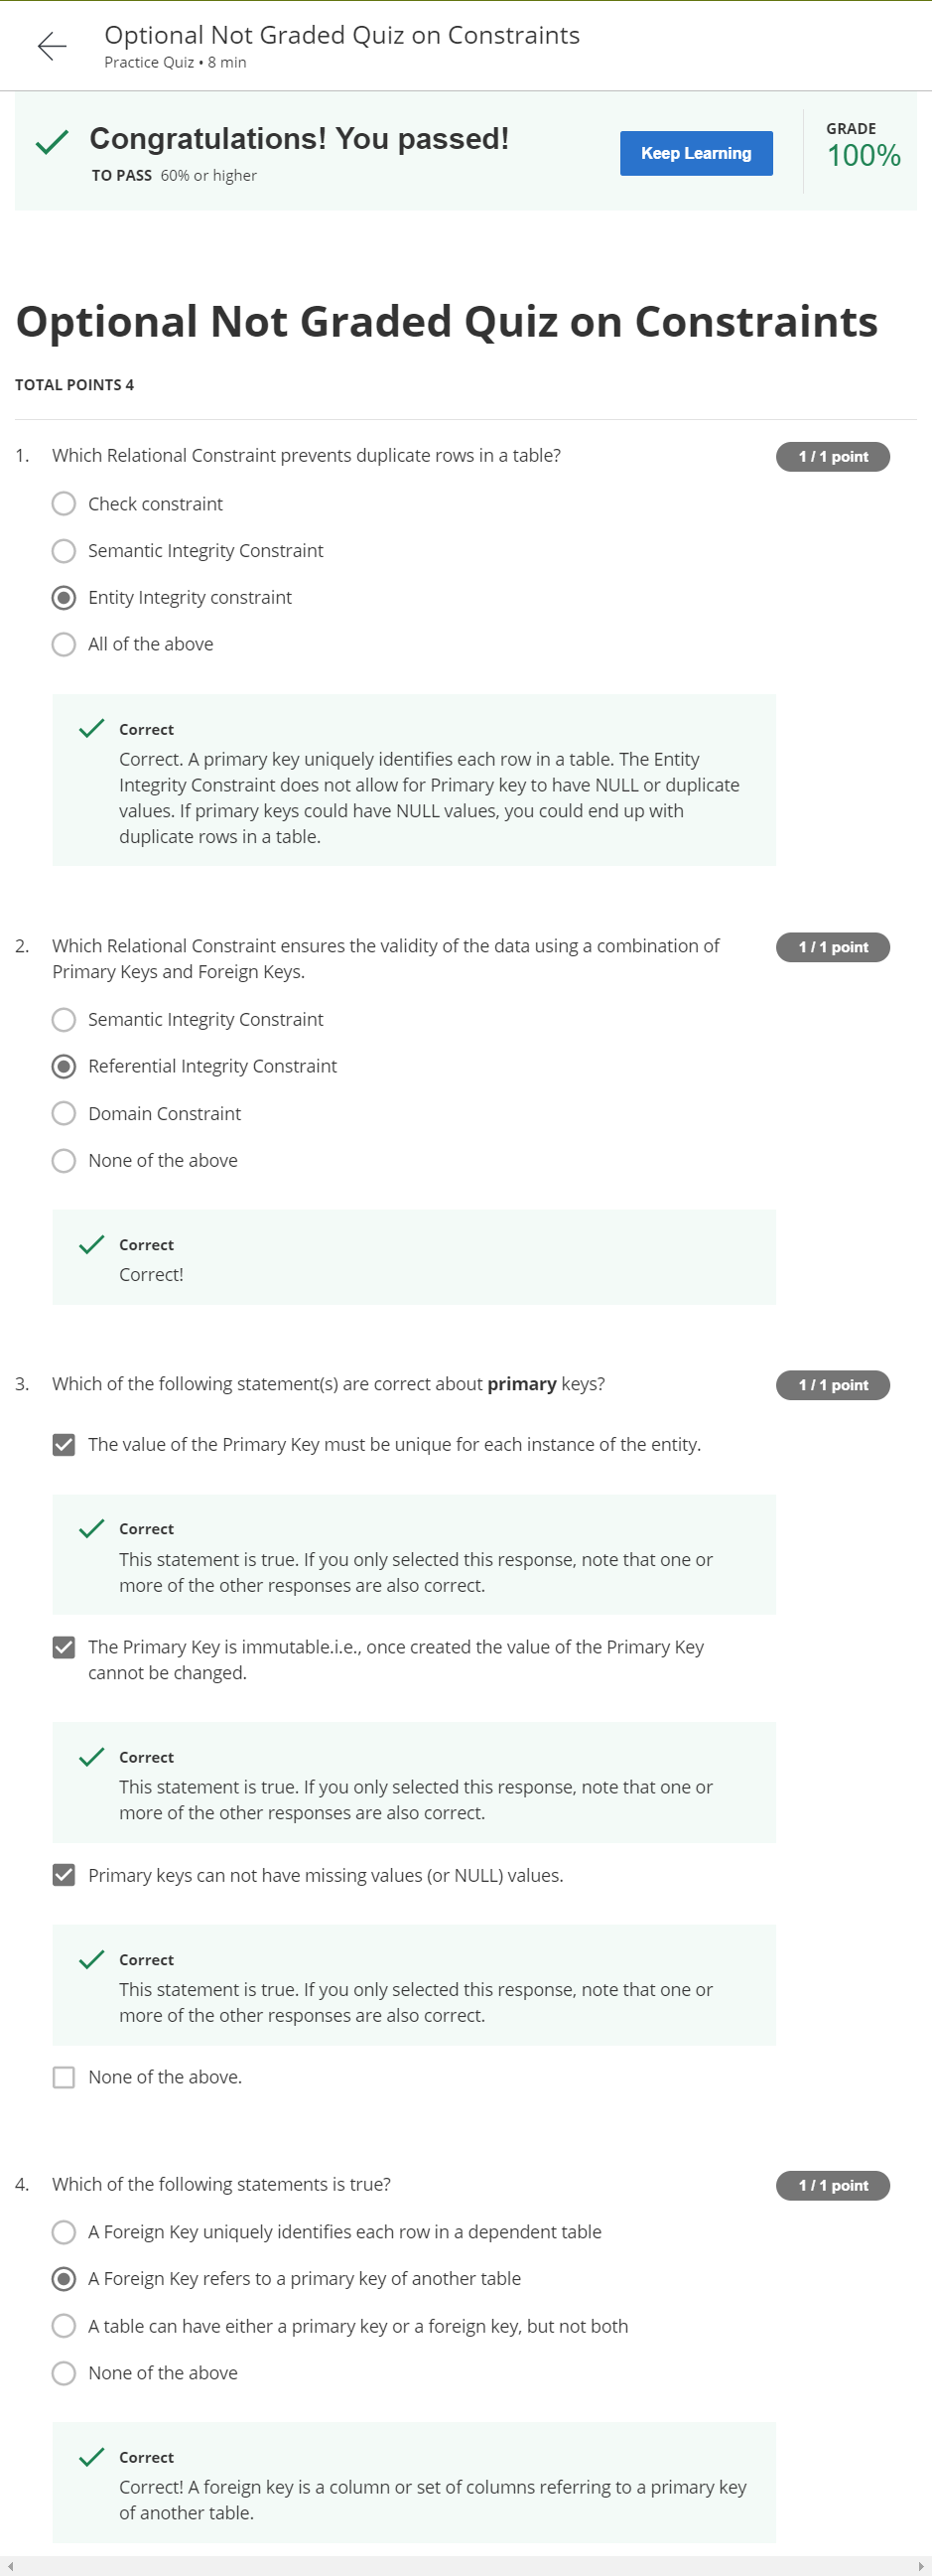 Optional Not Graded Quiz on Constraints
Practice Quiz • 8 min
Congratulations! You passed!
TO PASS 60% or higher
Keep Learning
GRADE
100%
Optional Not Graded Quiz on Constraints
TOTAL POINTS 4
1. Which Relational Constraint prevents duplicate rows in a table?
1 / 1 point
Check constraint
Semantic Integrity Constraint
Entity Integrity constraint
All of the above
Correct
Correct. A primary key uniquely identifies each row in a table. The Entity
Integrity Constraint does not allow for Primary key to have NULL or duplicate
values. If primary keys could have NULL values, you could end up with
duplicate rows in a table.
2. Which Relational Constraint ensures the validity of the data using a combination of
Primary Keys and Foreign Keys.
1 / 1 point
Semantic Integrity Constraint
Referential Integrity Constraint
Domain Constraint
None of the above
Correct
Correct!
3. Which of the following statement(s) are correct about primary keys?
1 / 1 point
The value of the Primary Key must be unique for each instance of the entity.
Correct
This statement is true. If you only selected this response, note that one or
more of the other responses are also correct.
The Primary Key is immutable.i.e., once created the value of the Primary Key
cannot be changed.
Correct
This statement is true. If you only selected this response, note that one or
more of the other responses are also correct.
Primary keys can not have missing values (or NULL) values.
Correct
This statement is true. If you only selected this response, note that one or
more of the other responses are also correct.
None of the above.
4. Which of the following statements is true?
1 / 1 point
A Foreign Key uniquely identifies each row in a dependent table
A Foreign Key refers to a primary key of another table
A table can have either a primary key or a foreign key, but not both
None of the above
Correct
Correct! A foreign key is a column or set of columns referring to a primary key
of another table.